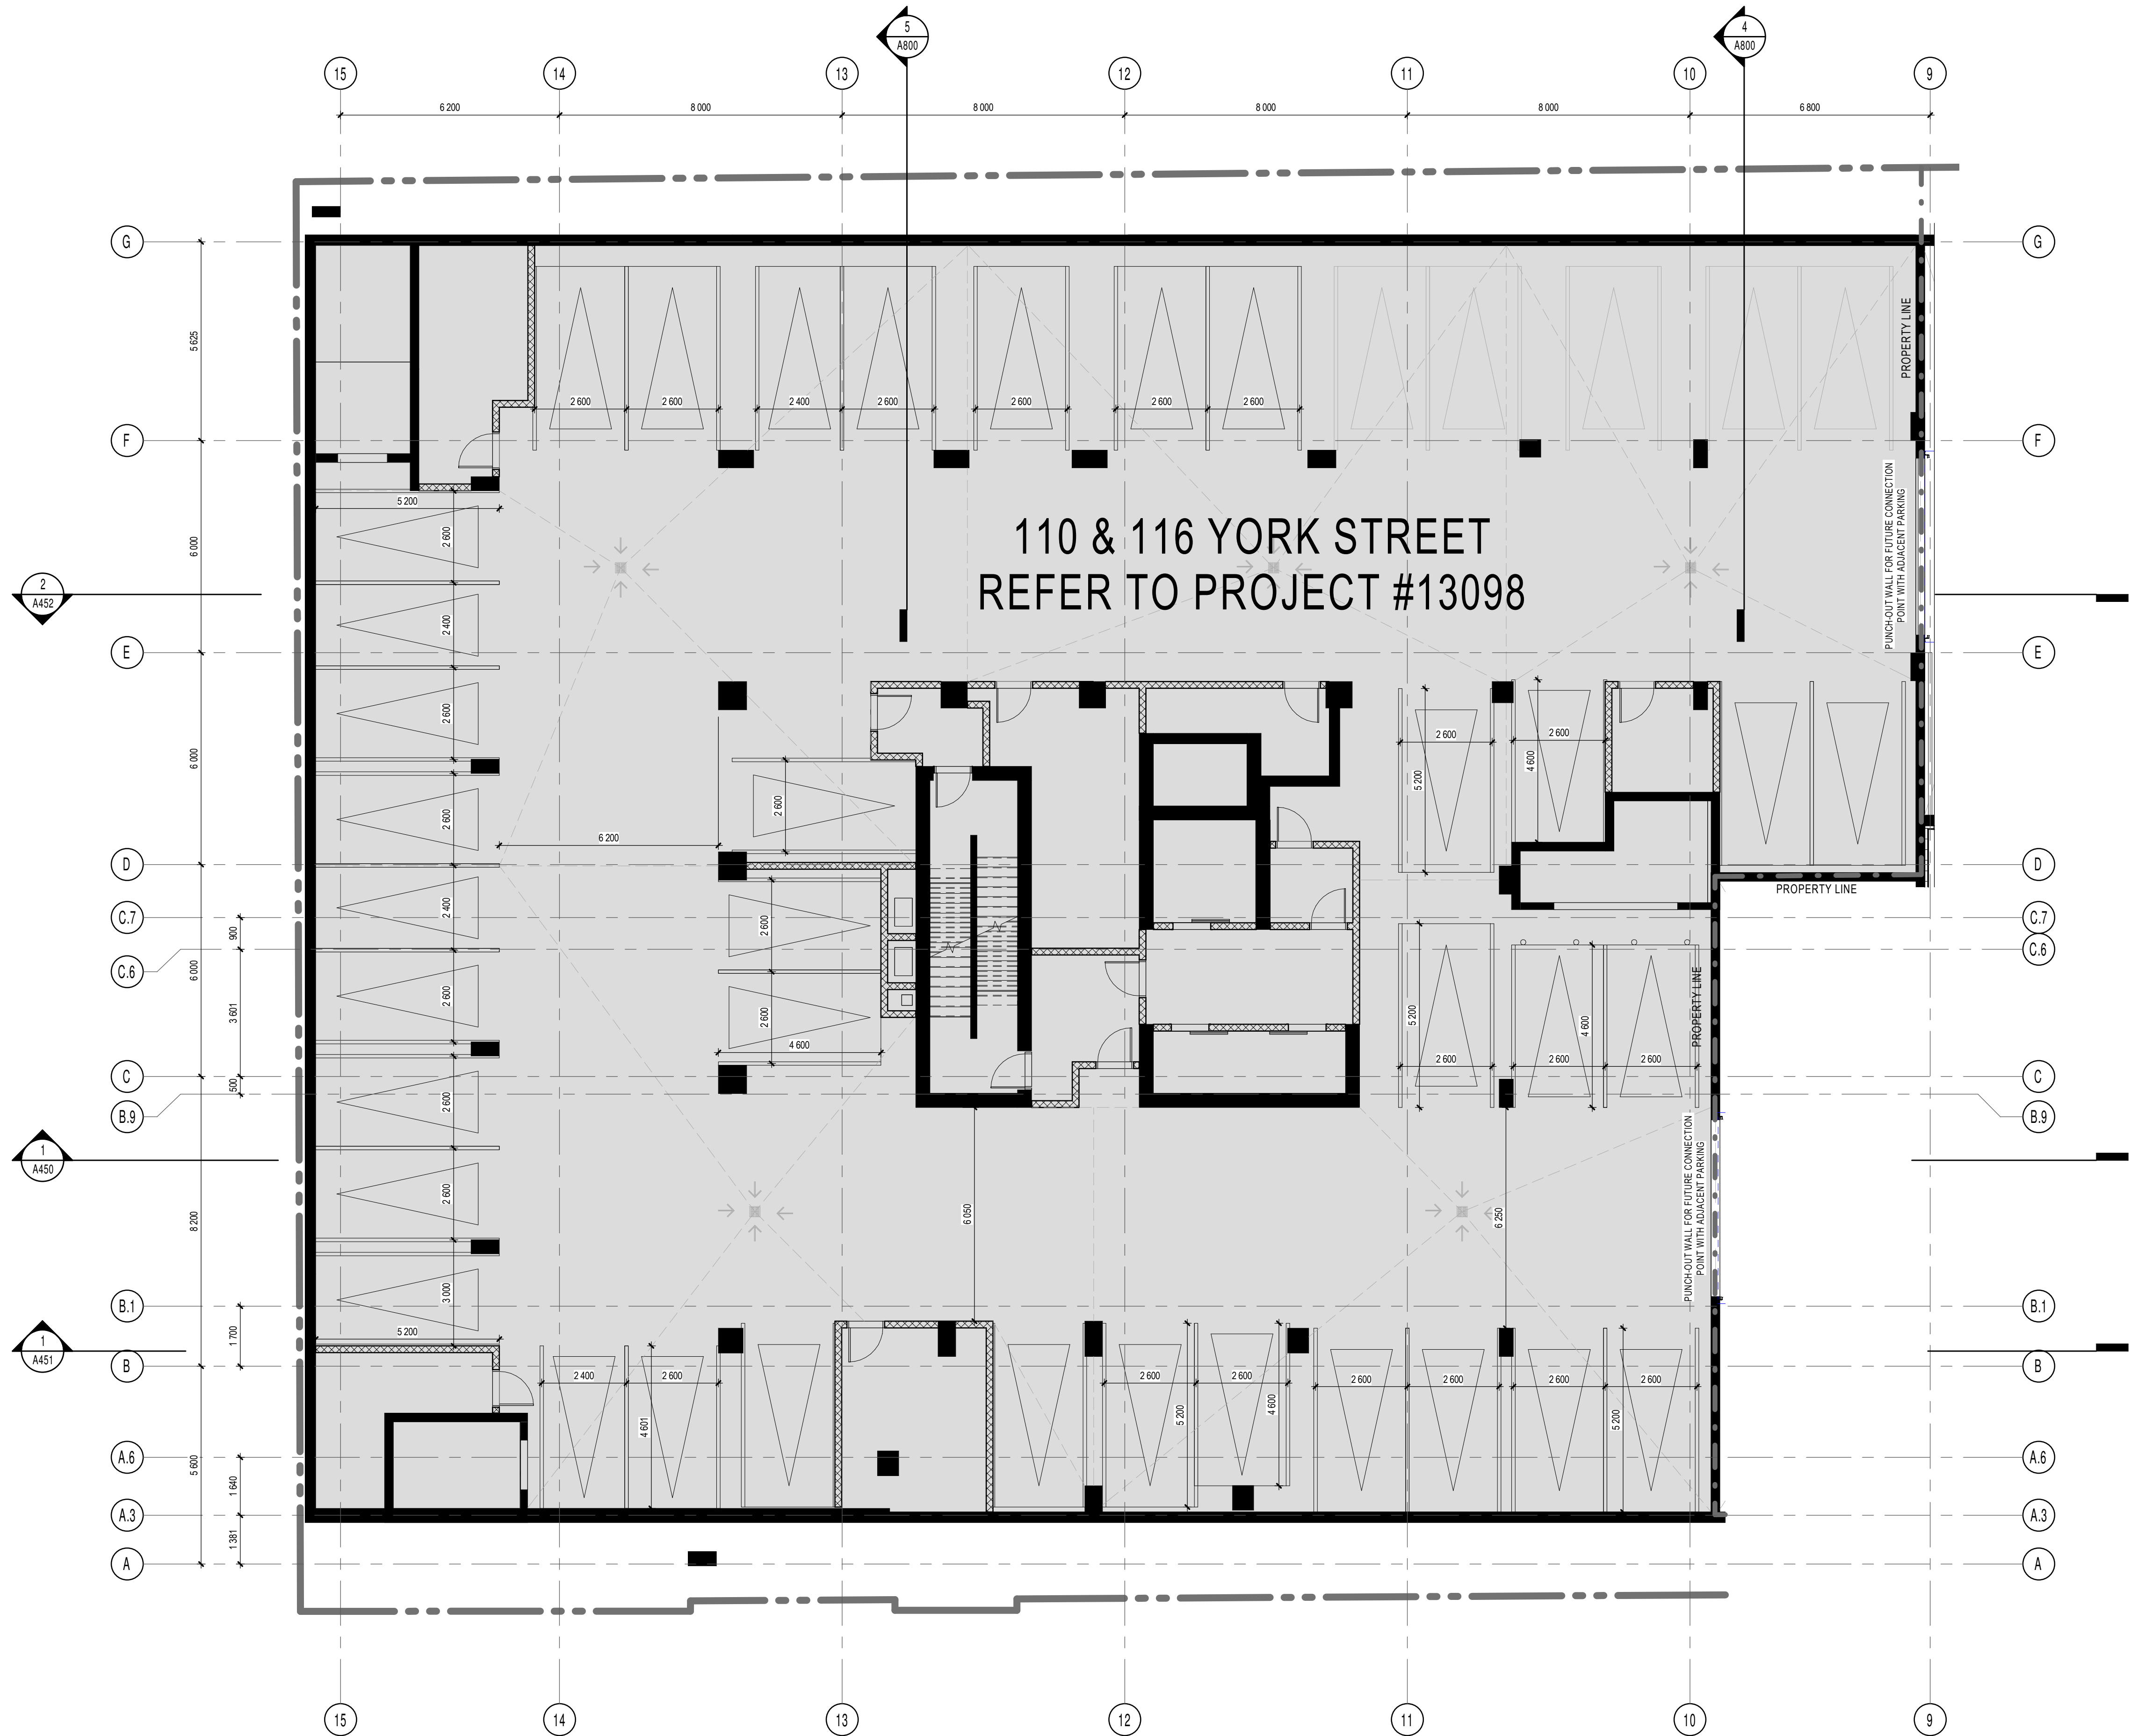 5
A800
4
A800
15
14
13
12
11
10
9
6 200
8 000
8 000
8 000
8 000
6 800
G
G
5 625
PROPERTY LINE
2 600
2 600
2 400
2 600
2 600
2 600
2 600
F
F
5 200
PUNCH-OUT WALL FOR FUTURE CONNECTION
POINT WITH ADJACENT PARKING
110 & 116 YORK STREET
REFER TO PROJECT #13098
6 000
2 600
2
A452
2 400
E
E
2 600
2 600
5 200
2 600
4 600
6 000
2 600
2 600
6 200
D
D
PROPERTY LINE
2 400
2 600
C.7
C.7
900
C.6
C.6
6 000
2 600
3 601
2 600
4 600
PROPERTY LINE
5 200
4 600
2 600
2 600
2 600
C
C
500
B.9
B.9
2 600
1
A450
PUNCH-OUT WALL FOR FUTURE CONNECTION
POINT WITH ADJACENT PARKING
2 600
8 200
6 050
6 250
3 000
B.1
B.1
1 700
5 200
1
A451
B
B
2 400
2 600
2 600
2 600
2 600
2 600
2 600
2 600
4 601
5 200
4 600
5 200
5 600
A.6
A.6
1 640
A.3
A.3
1 381
A
A
15
14
13
12
11
10
9